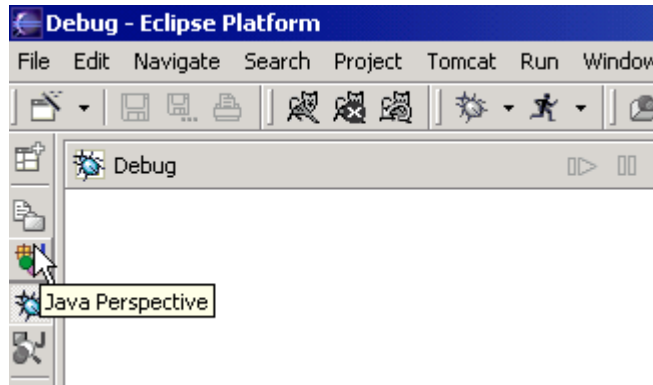 Debug - Eclipse Platform
File Edit Navigate Search Project Tomcat Run Window
Debug
Java Perspective